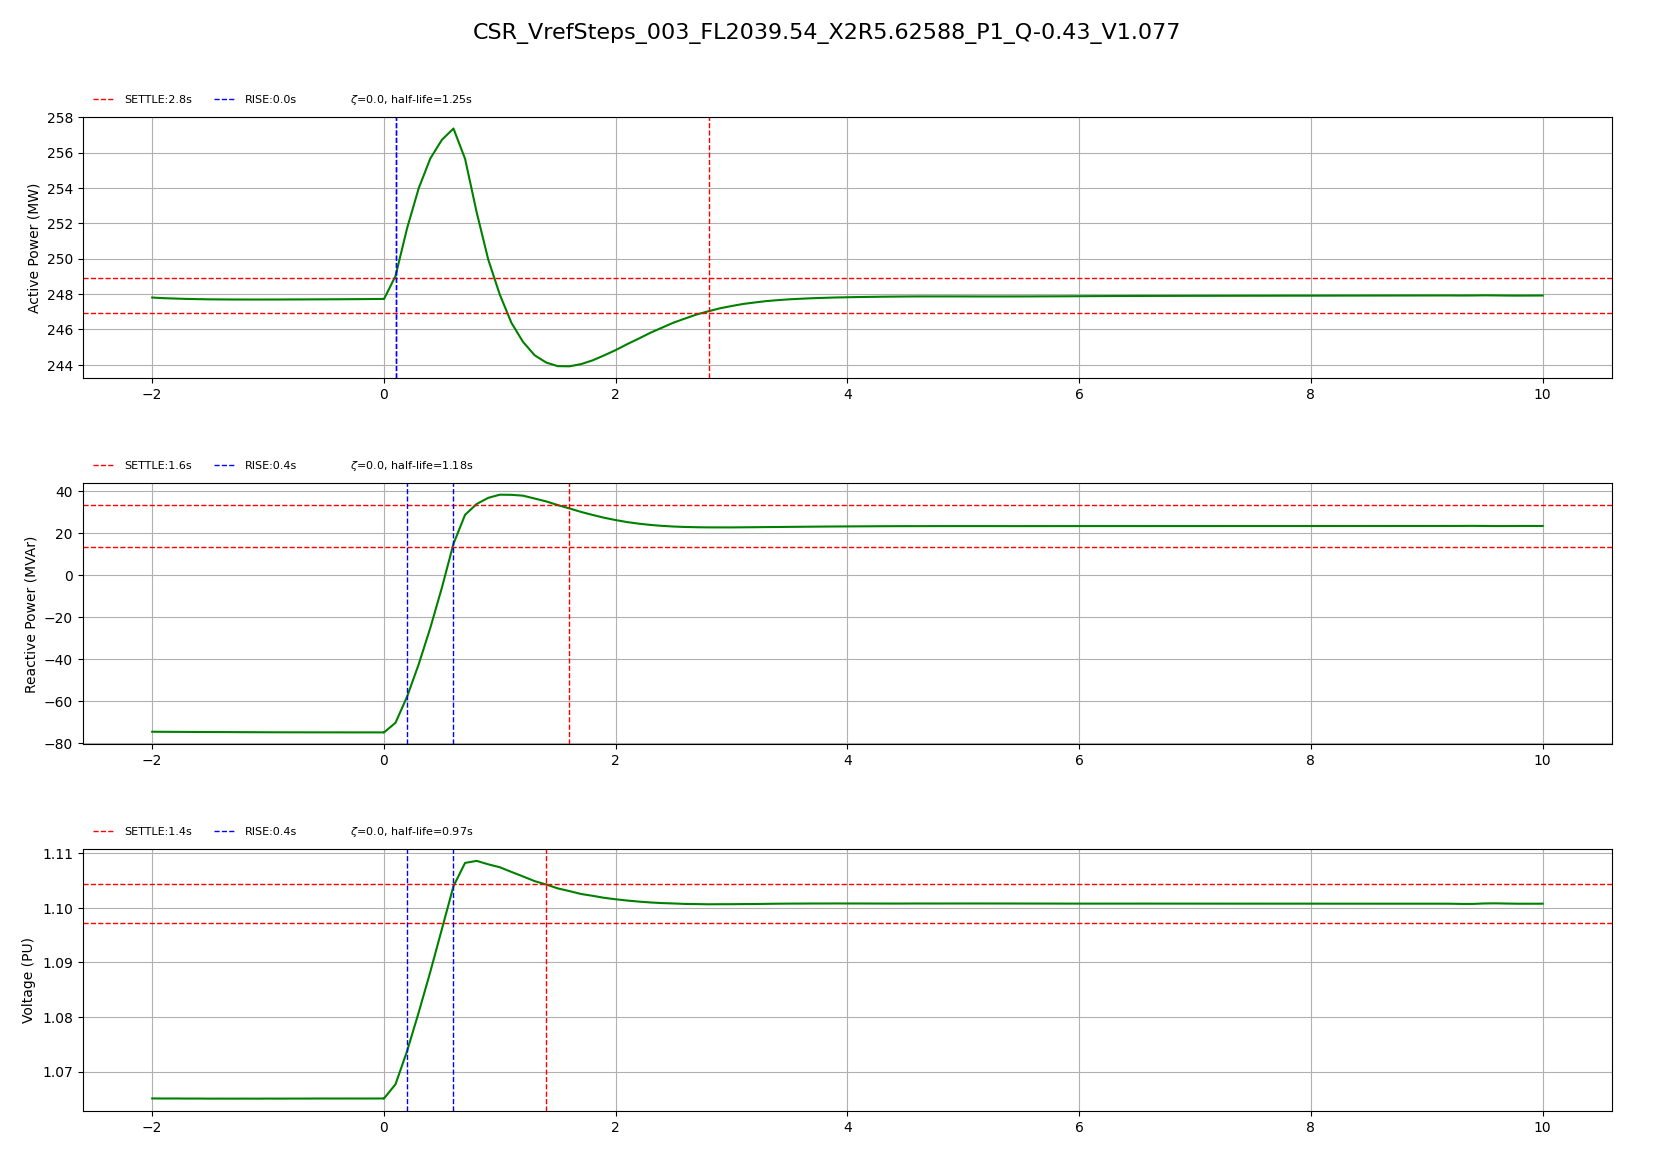 CSR_VrefSteps_003_FL2039.54_X2R5.62588_P1_Q-0.43_V1.077
SETTLE:2.8s RISE:0.0s ζ=0.0, half-life=1.25s
Active Power (MW)
258
256
254
252
250
248
246
244
−2 0 2 4 6 8 10
SETTLE:1.6s RISE:0.4s ζ=0.0, half-life=1.18s
Reactive Power (MVAr)
40
20
0
−20
−40
−60
−80
−2 0 2 4 6 8 10
SETTLE:1.4s RISE:0.4s ζ=0.0, half-life=0.97s
Voltage (PU)
1.11
1.10
1.09
1.08
1.07
−2 0 2 4 6 8 10